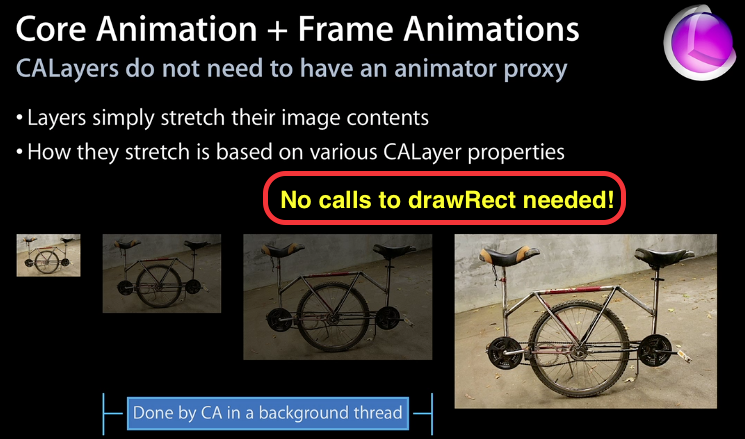 Core Animation + Frame Animations
CALayers do not need to have an animator proxy
• Layers simply stretch their image contents
• How they stretch is based on various CALayer properties
No calls to drawRect needed!
Done by CA in a background thread